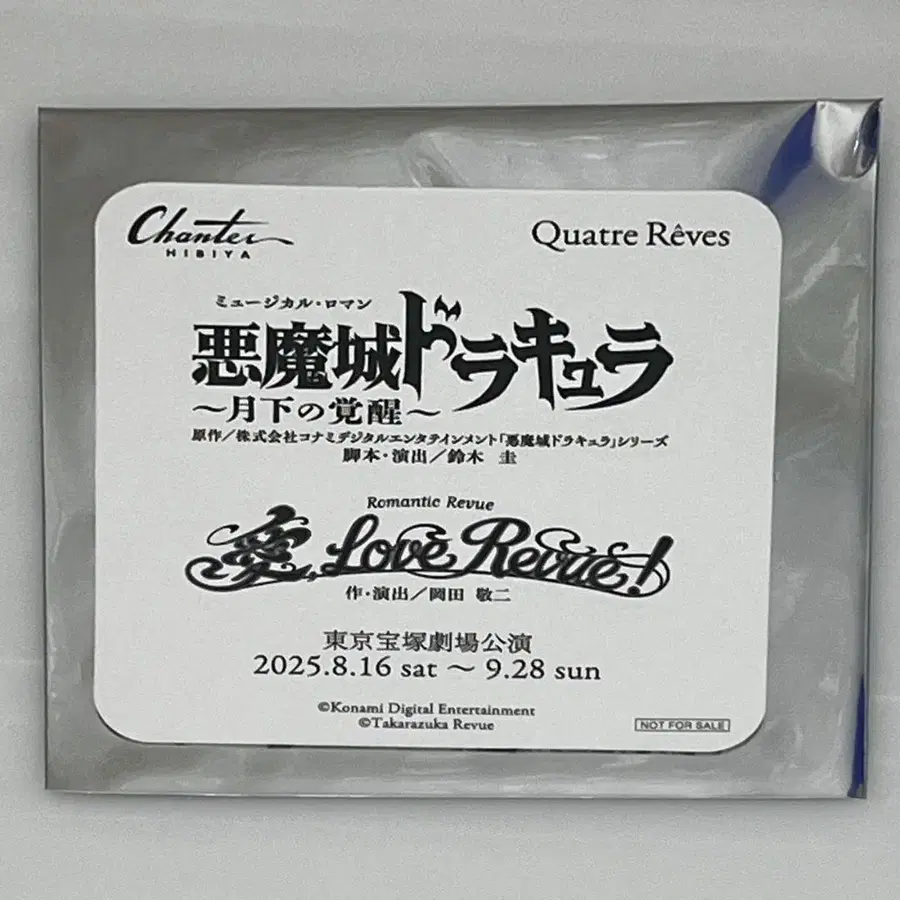 Chanter
HIBIYA
Quatre Rêves
ミュージカル・ロマン
悪魔城ドラキュラ
～月下の覚醒～
原作／株式会社コナミデジタルエンタテインメント「悪魔城ドラキュラ」シリーズ
脚本・演出／鈴木 圭
Romantic Revue
愛, Love Revue!
作・演出／岡田 敬二
東京宝塚劇場公演
2025.8.16 sat ～ 9.28 sun
©Konami Digital Entertainment
©Takarazuka Revue
NOT FOR SALE